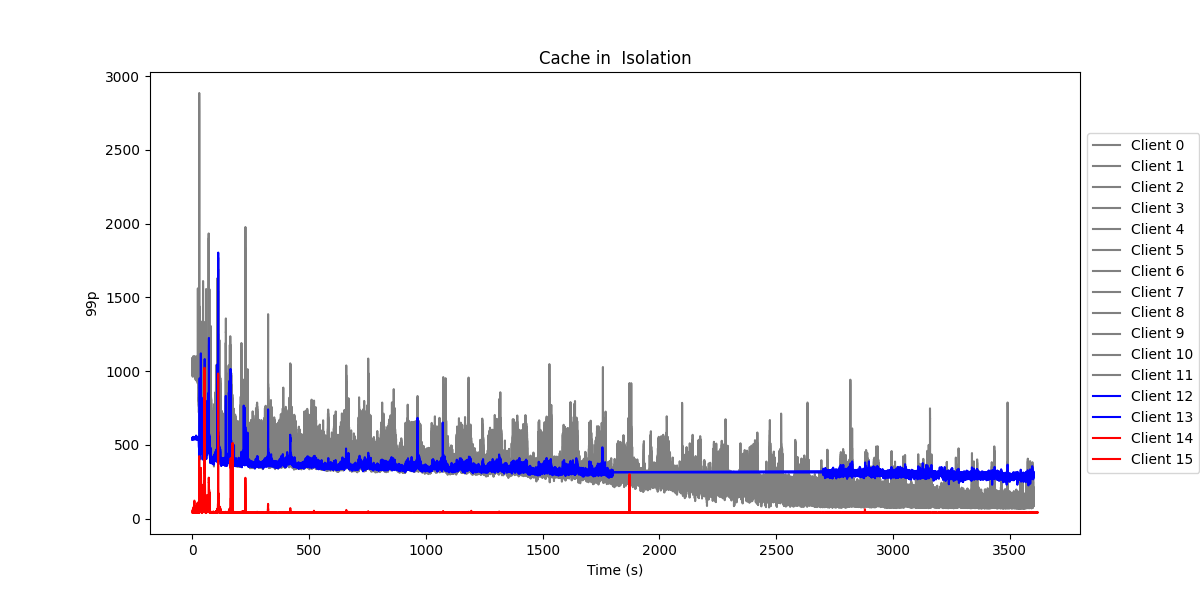 Cache in  Isolation
3000
2500
2000
1500
1000
500
0
99p
0 500 1000 1500 2000 2500 3000 3500
Time (s)
Client 0
Client 1
Client 2
Client 3
Client 4
Client 5
Client 6
Client 7
Client 8
Client 9
Client 10
Client 11
Client 12
Client 13
Client 14
Client 15